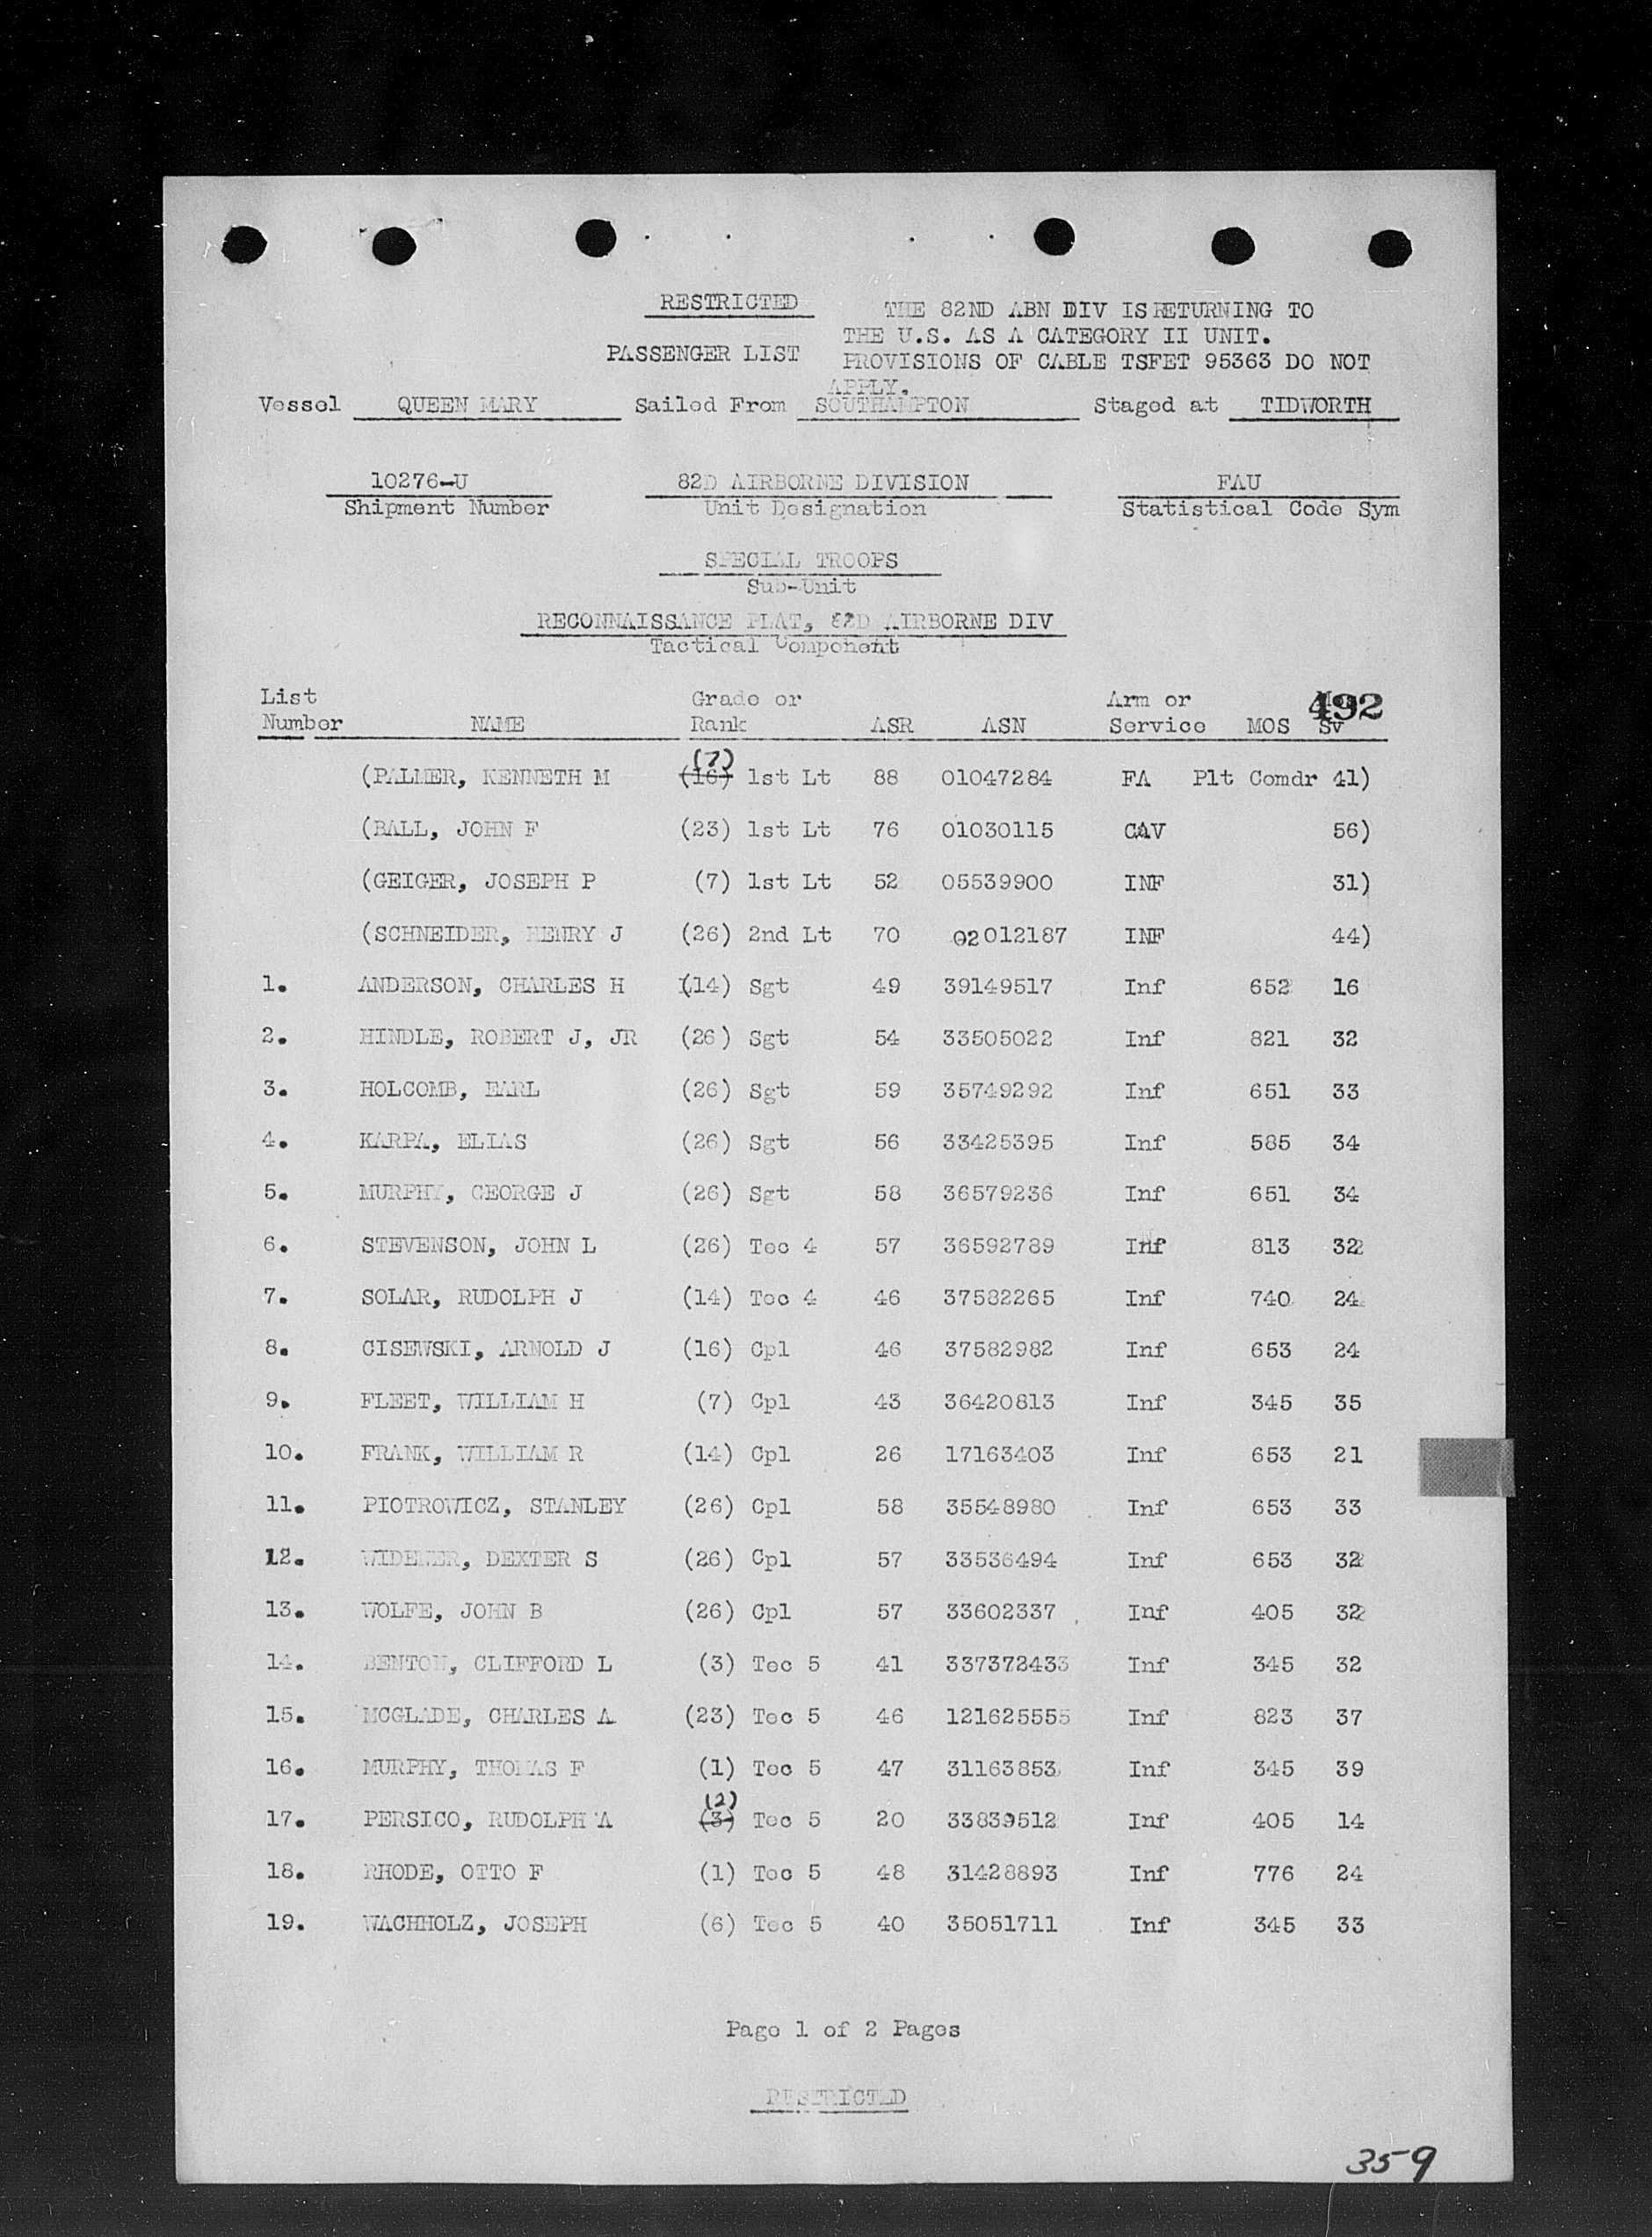 RESTRICTED
THE 82ND ABN DIV IS RETURNING TO
THE U.S. AS A CATEGORY II UNIT.
PASSENGER LIST
PROVISIONS OF CABLE TSFET 95363 DO NOT
APPLY.
Vessel QUEEN MARY Sailed From SOUTHAMPTON Staged at TIDWORTH
10276-U 82D AIRBORNE DIVISION FAU
Shipment Number Unit Designation Statistical Code Sym
SPECIAL TROOPS
Sub-Unit
RECONNAISSANCE PLAT, 82D AIRBORNE DIV
Tactical Component
List Grade or Arm or 492
Number NAME Rank ASR ASN Service MOS Sv
(7)
(PALMER, KENNETH M (16) 1st Lt 88 01047284 FA Plt Comdr 41)
(BALL, JOHN F (23) 1st Lt 76 01030115 CAV 56)
(GEIGER, JOSEPH P (7) 1st Lt 52 05539900 INF 31)
(SCHNEIDER, HENRY J (26) 2nd Lt 70 02012187 INF 44)
1. ANDERSON, CHARLES H (14) Sgt 49 39149517 Inf 652 16
2. HINDLE, ROBERT J, JR (26) Sgt 54 33505022 Inf 821 32
3. HOLCOMB, EARL (26) Sgt 59 35749292 Inf 651 33
4. KARPA, ELIAS (26) Sgt 56 33425395 Inf 585 34
5. MURPHY, GEORGE J (26) Sgt 58 36579236 Inf 651 34
6. STEVENSON, JOHN L (26) Tec 4 57 36592789 Inf 813 32
7. SOLAR, RUDOLPH J (14) Tec 4 46 37582265 Inf 740 24
8. CISEWSKI, ARNOLD J (16) Cpl 46 37582982 Inf 653 24
9. FLEET, WILLIAM H (7) Cpl 43 36420813 Inf 345 35
10. FRANK, WILLIAM R (14) Cpl 26 17163403 Inf 653 21
11. PIOTROWICZ, STANLEY (26) Cpl 58 35548980 Inf 653 33
12. WIDENER, DEXTER S (26) Cpl 57 33536494 Inf 653 32
13. WOLFE, JOHN B (26) Cpl 57 33602337 Inf 405 32
14. BENTON, CLIFFORD L (3) Tec 5 41 337372433 Inf 345 32
15. MCGLADE, CHARLES A (23) Tec 5 46 121625555 Inf 823 37
16. MURPHY, THOMAS F (1) Tec 5 47 31163853 Inf 345 39
(2)
17. PERSICO, RUDOLPH A (3) Tec 5 20 33839512 Inf 405 14
18. RHODE, OTTO F (1) Tec 5 48 31428893 Inf 776 24
19. WACHHOLZ, JOSEPH (6) Tec 5 40 35051711 Inf 345 33
Page 1 of 2 Pages
RESTRICTED
359